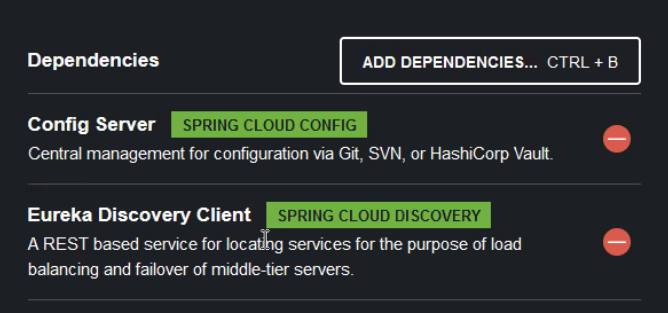 Dependencies
ADD DEPENDENCIES... CTRL + B
Config Server SPRING CLOUD CONFIG
Central management for configuration via Git, SVN, or HashiCorp Vault.
Eureka Discovery Client SPRING CLOUD DISCOVERY
A REST based service for locating services for the purpose of load
balancing and failover of middle-tier servers.